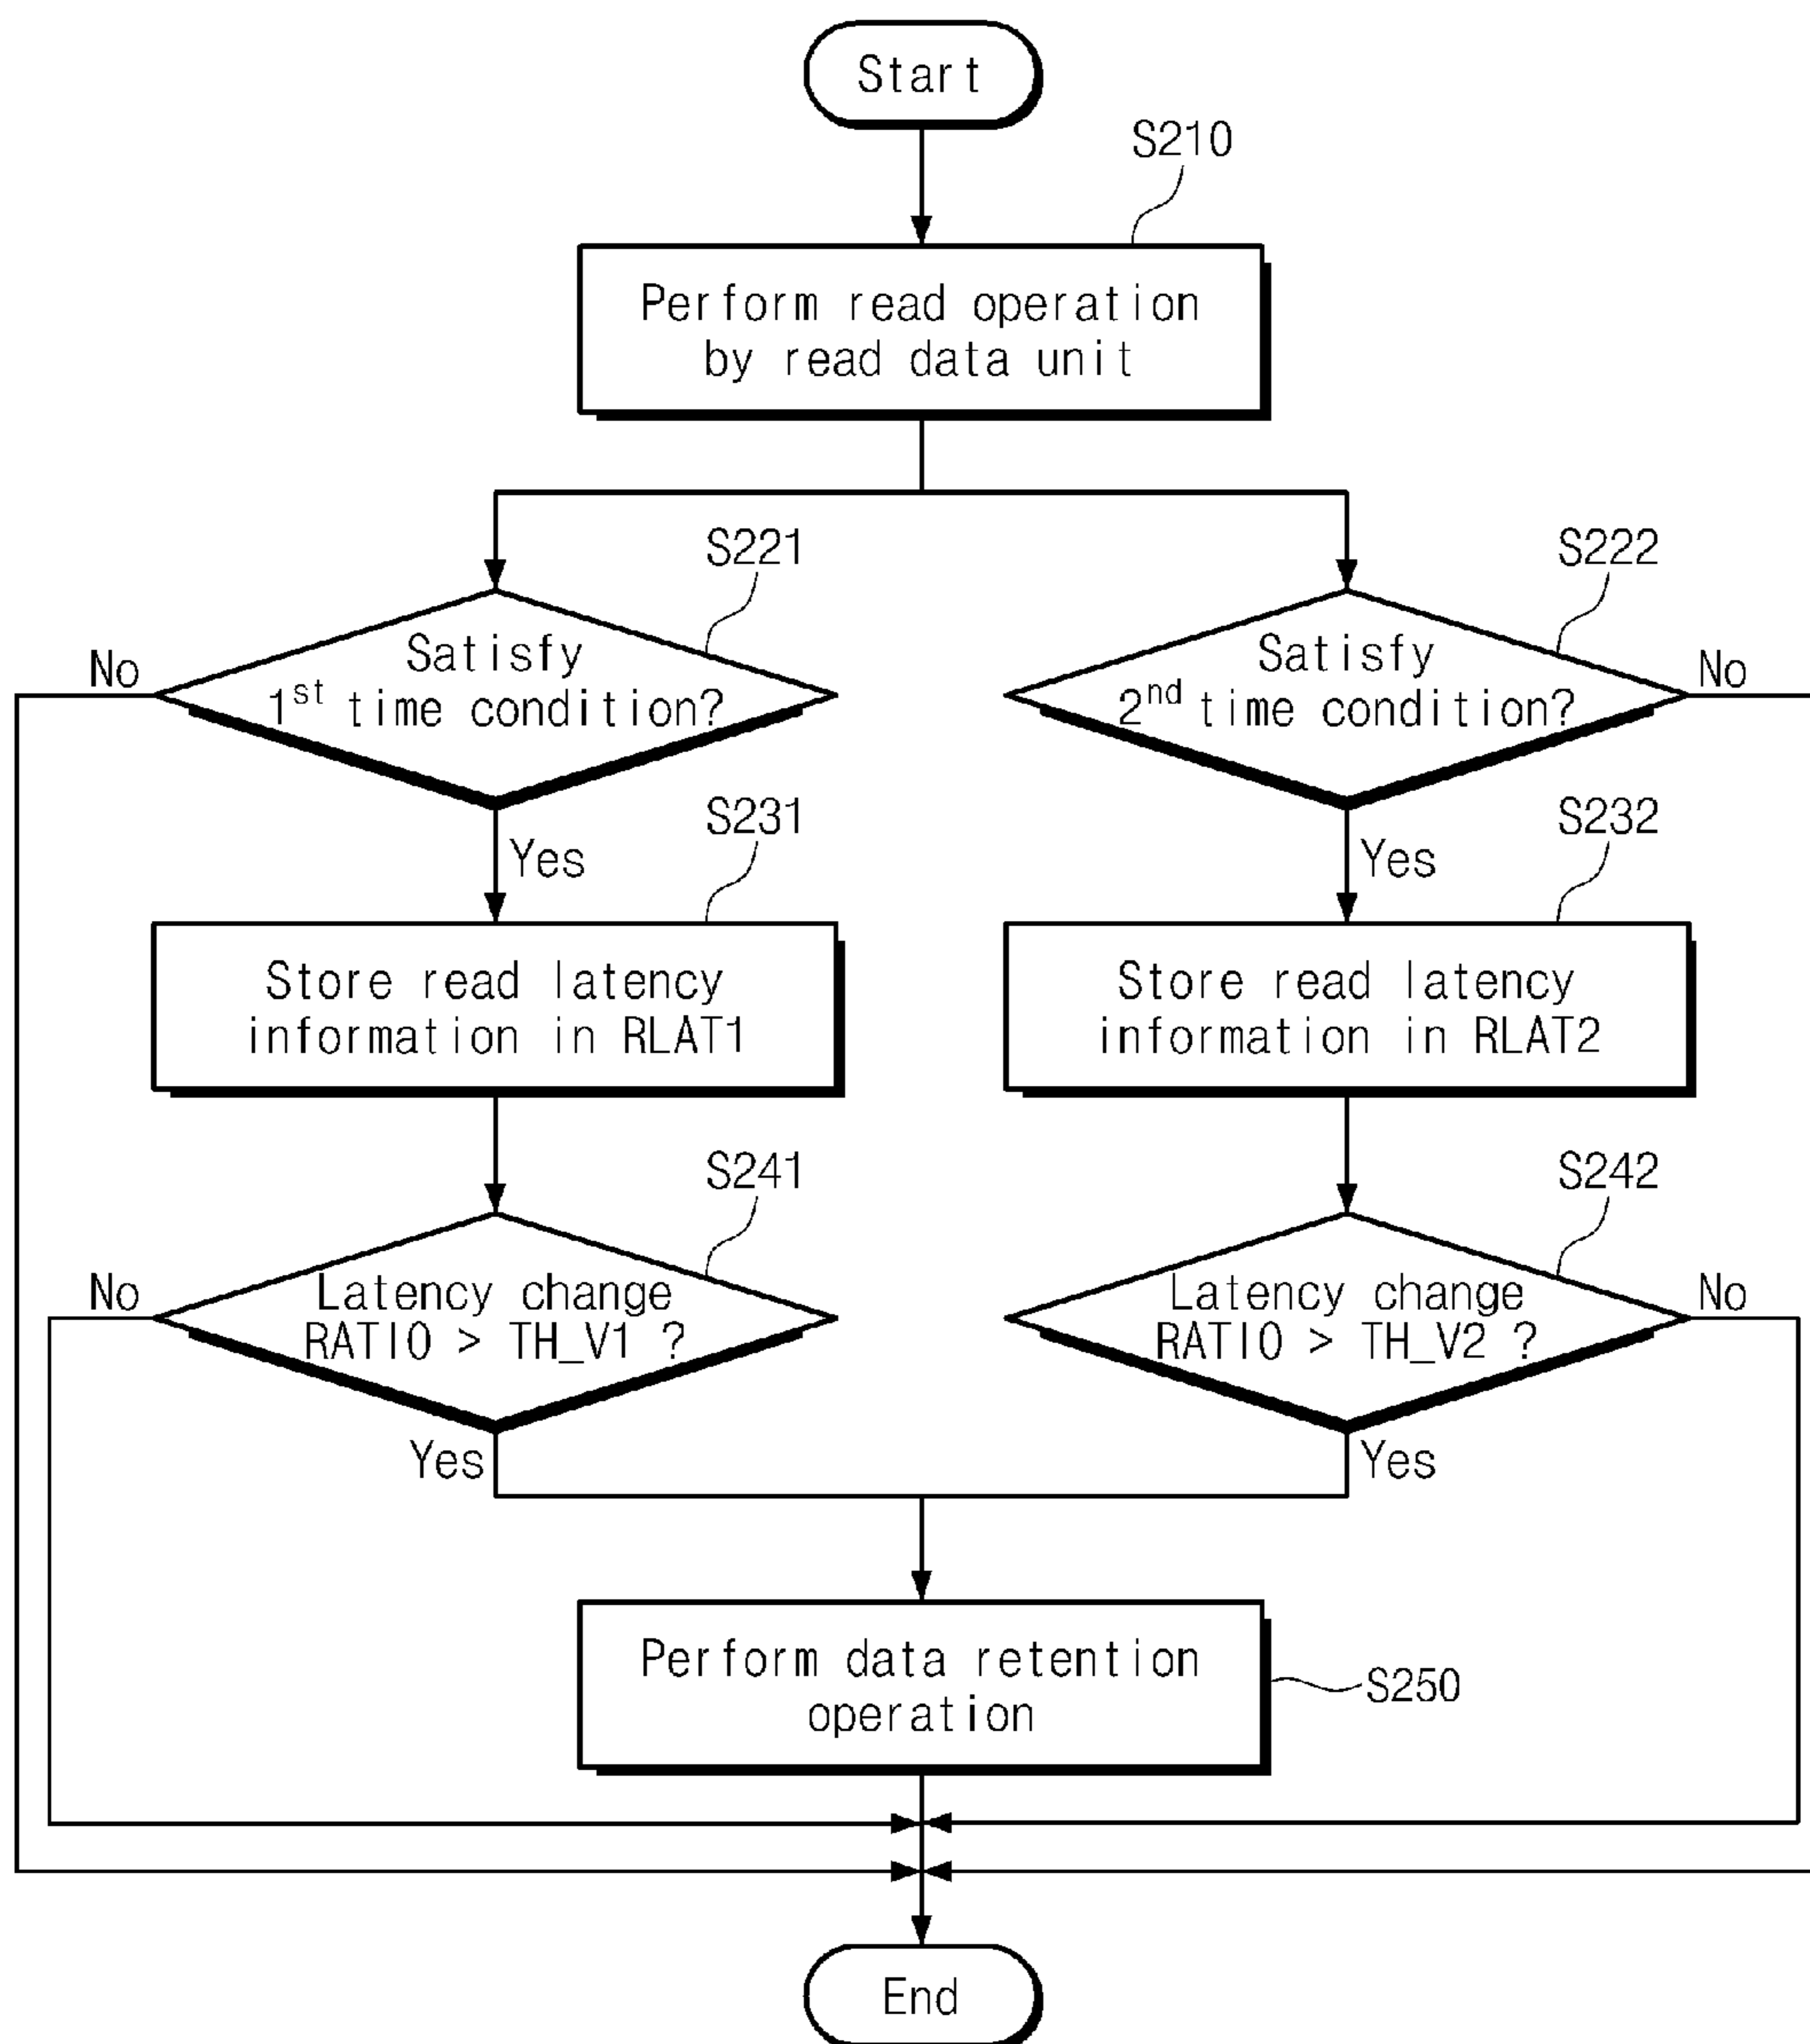 Start
S210
Perform read operation
by read data unit
S221
S222
Satisfy
1st time condition?
No
Satisfy
2nd time condition?
No
S231
S232
Yes
Yes
Store read latency
information in RLAT1
Store read latency
information in RLAT2
S241
S242
No
Latency change
RATIO > TH_V1 ?
Latency change
RATIO > TH_V2 ?
No
Yes
Yes
Perform data retention
operation
S250
End